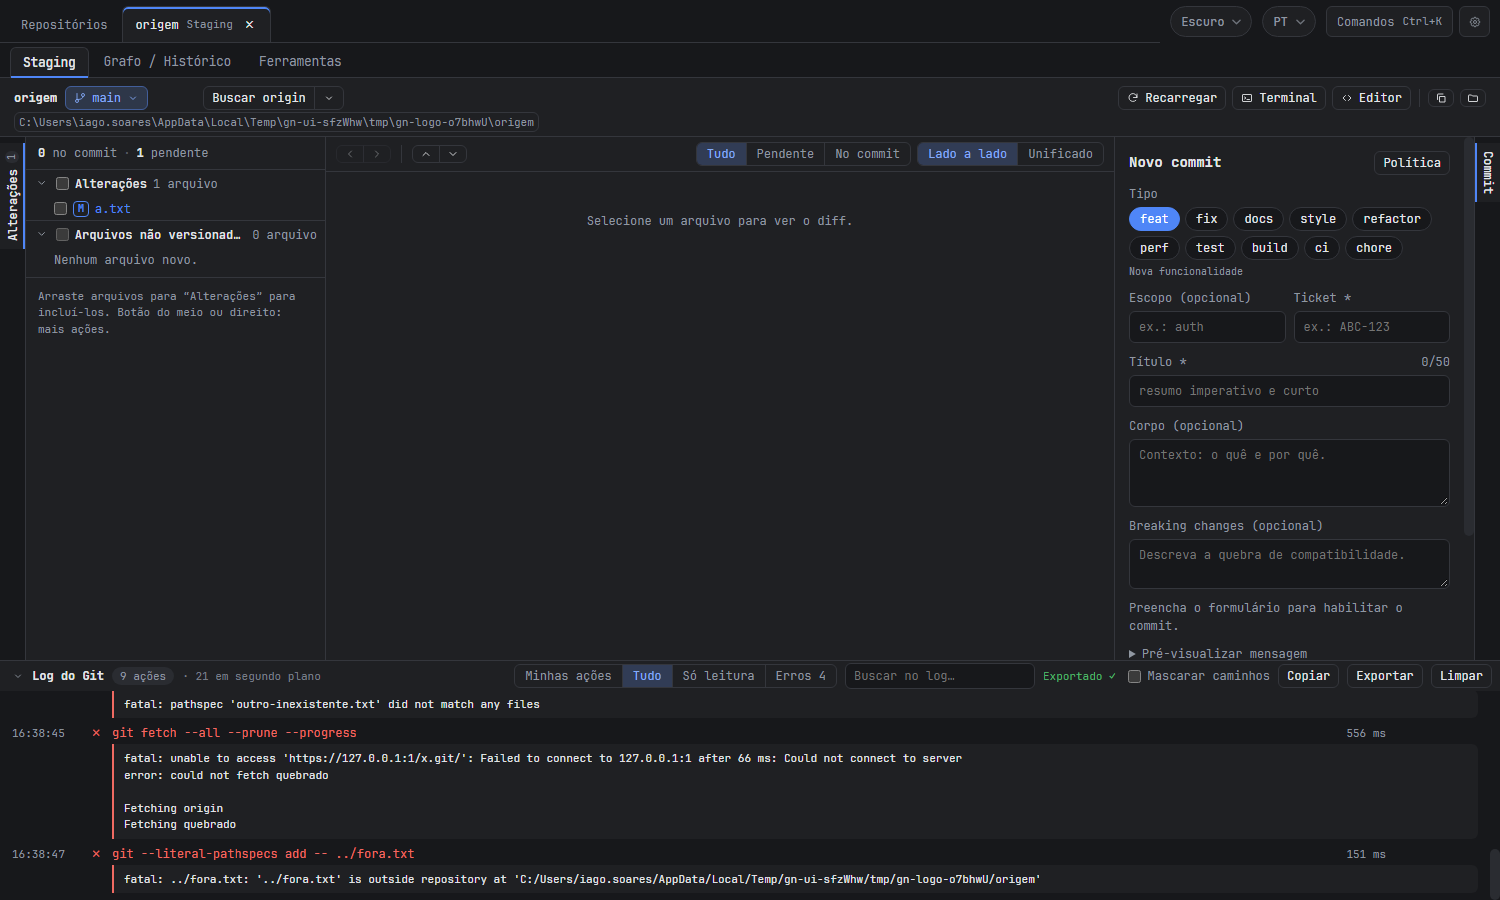 Repositórios
origem Staging ×
Escuro
PT
Comandos Ctrl+K
Staging
Grafo / Histórico
Ferramentas
origem
main
Buscar origin
Recarregar
Terminal
Editor
C:\Users\iago.soares\AppData\Local\Temp\gn-ui-sfzWhw\tmp\gn-logo-o7bhwU\origem
Alterações 1
0 no commit · 1 pendente
Alterações 1 arquivo
M a.txt
Arquivos não versionad… 0 arquivo
Nenhum arquivo novo.
Arraste arquivos para “Alterações” para
incluí-los. Botão do meio ou direito:
mais ações.
Tudo
Pendente
No commit
Lado a lado
Unificado
Selecione um arquivo para ver o diff.
Novo commit
Política
Tipo
feat
fix
docs
style
refactor
perf
test
build
ci
chore
Nova funcionalidade
Escopo (opcional)
Ticket *
ex.: auth
ex.: ABC-123
Título *
0/50
resumo imperativo e curto
Corpo (opcional)
Contexto: o quê e por quê.
Breaking changes (opcional)
Descreva a quebra de compatibilidade.
Preencha o formulário para habilitar o
commit.
▶ Pré-visualizar mensagem
Commit
Log do Git
9 ações
· 21 em segundo plano
Minhas ações
Tudo
Só leitura
Erros 4
Buscar no log…
Exportado ✓
Mascarar caminhos
Copiar
Exportar
Limpar
fatal: pathspec 'outro-inexistente.txt' did not match any files
16:38:45 × git fetch --all --prune --progress 556 ms
fatal: unable to access 'https://127.0.0.1:1/x.git/': Failed to connect to 127.0.0.1:1 after 66 ms: Could not connect to server
error: could not fetch quebrado
Fetching origin
Fetching quebrado
16:38:47 × git --literal-pathspecs add -- ../fora.txt 151 ms
fatal: ../fora.txt: '../fora.txt' is outside repository at 'C:/Users/iago.soares/AppData/Local/Temp/gn-ui-sfzWhw/tmp/gn-logo-o7bhwU/origem'